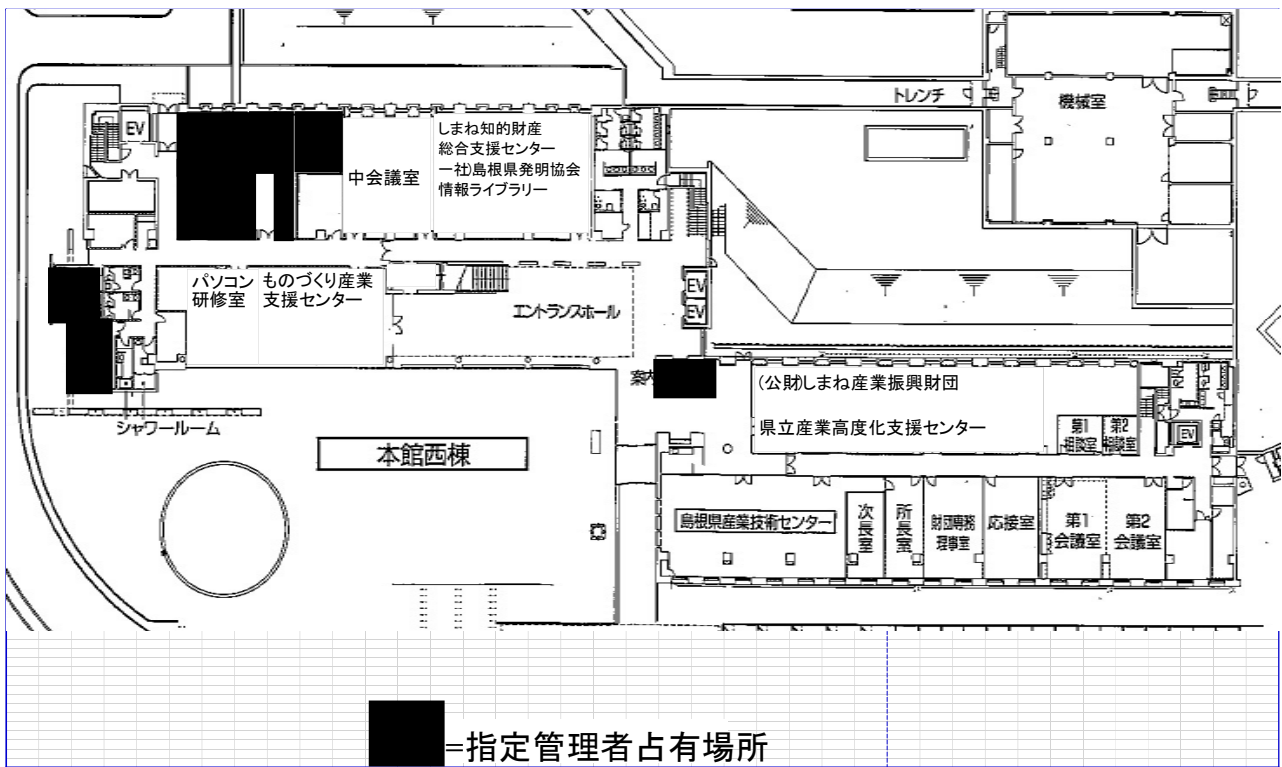 トレンチ
機械室
EV
中会議室
しまね知的財産
総合支援センター
一社)島根県発明協会
情報ライブラリー
パソコン
研修室
ものづくり産業
支援センター
エントランスホール
EV
EV
案内
(公財)しまね産業振興財団
県立産業高度化支援センター
第1
相談室
第2
相談室
EV
シャワールーム
本館西棟
島根県産業技術センター
次長室
所長室
財団専務
理事室
応接室
第1
会議室
第2
会議室
=指定管理者占有場所